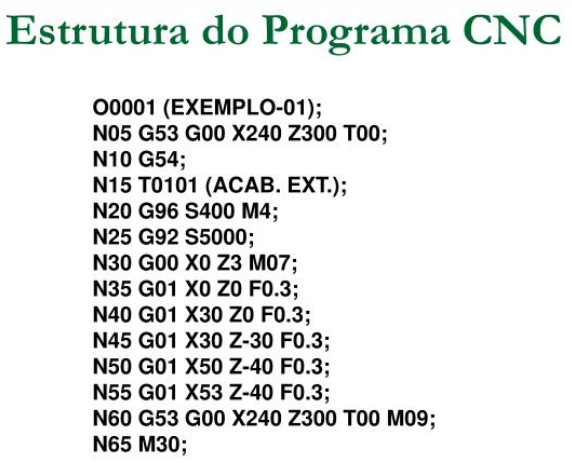 Estrutura do Programa CNC
O0001 (EXEMPLO-01);
N05 G53 G00 X240 Z300 T00;
N10 G54;
N15 T0101 (ACAB. EXT.);
N20 G96 S400 M4;
N25 G92 S5000;
N30 G00 X0 Z3 M07;
N35 G01 X0 Z0 F0.3;
N40 G01 X30 Z0 F0.3;
N45 G01 X30 Z-30 F0.3;
N50 G01 X50 Z-40 F0.3;
N55 G01 X53 Z-40 F0.3;
N60 G53 G00 X240 Z300 T00 M09;
N65 M30;